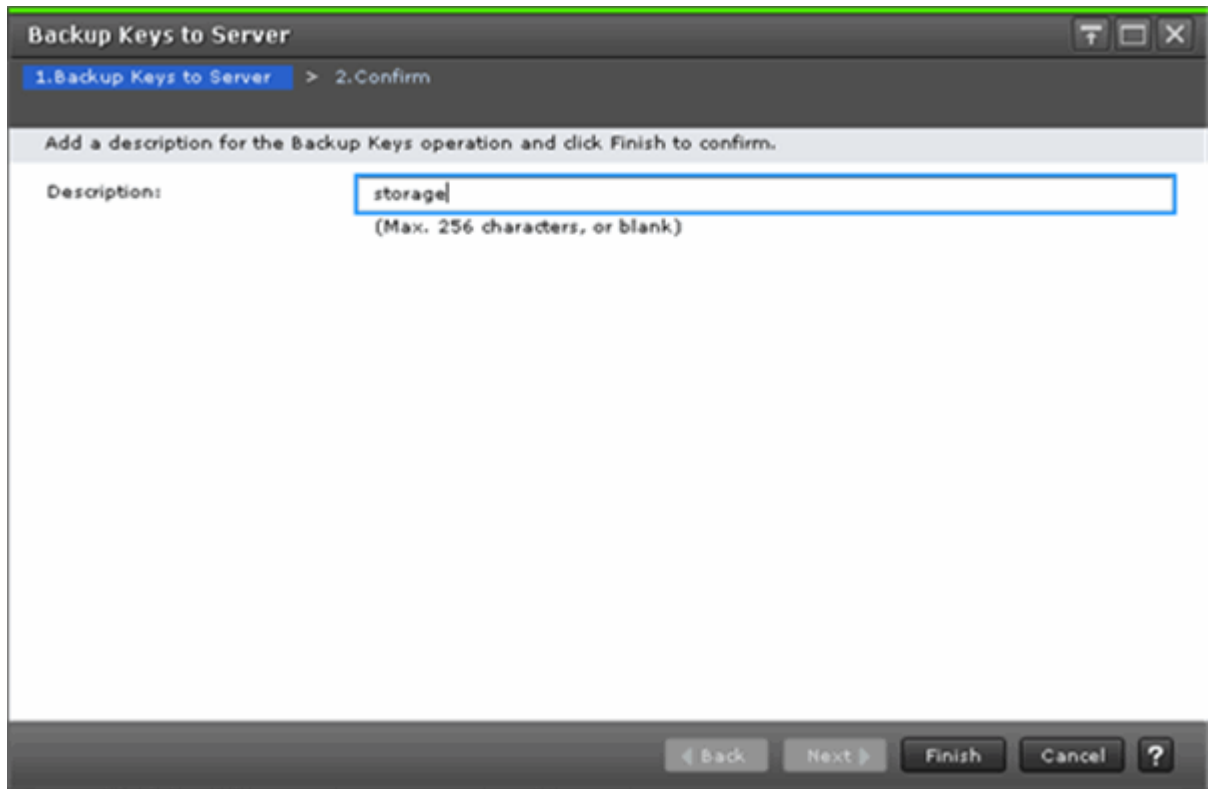 Backup Keys to Server
1.Backup Keys to Server > 2.Confirm
Add a description for the Backup Keys operation and click Finish to confirm.
Description: storage
(Max. 256 characters, or blank)
Back Next Finish Cancel ?